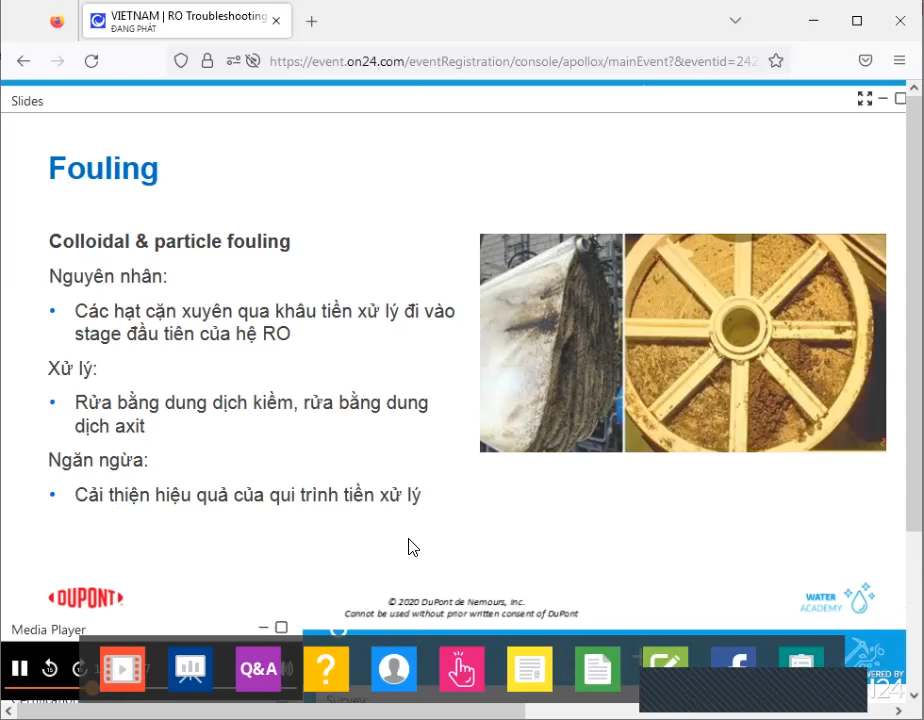 VIETNAM | RO Troubleshooting
ĐANG PHÁT
https://event.on24.com/eventRegistration/console/apollox/mainEvent?&eventid=242
Slides
Fouling
Colloidal & particle fouling
Nguyên nhân:
• Các hạt cặn xuyên qua khâu tiền xử lý đi vào
stage đầu tiên của hệ RO
Xử lý:
• Rửa bằng dung dịch kiềm, rửa bằng dung
dịch axit
Ngăn ngừa:
• Cải thiện hiệu quả của qui trình tiền xử lý
DUPONT
© 2020 DuPont de Nemours, Inc.
Cannot be used without prior written consent of DuPont
WATER
ACADEMY
Media Player
15
Q&A
?
f
WERED BY
Survey